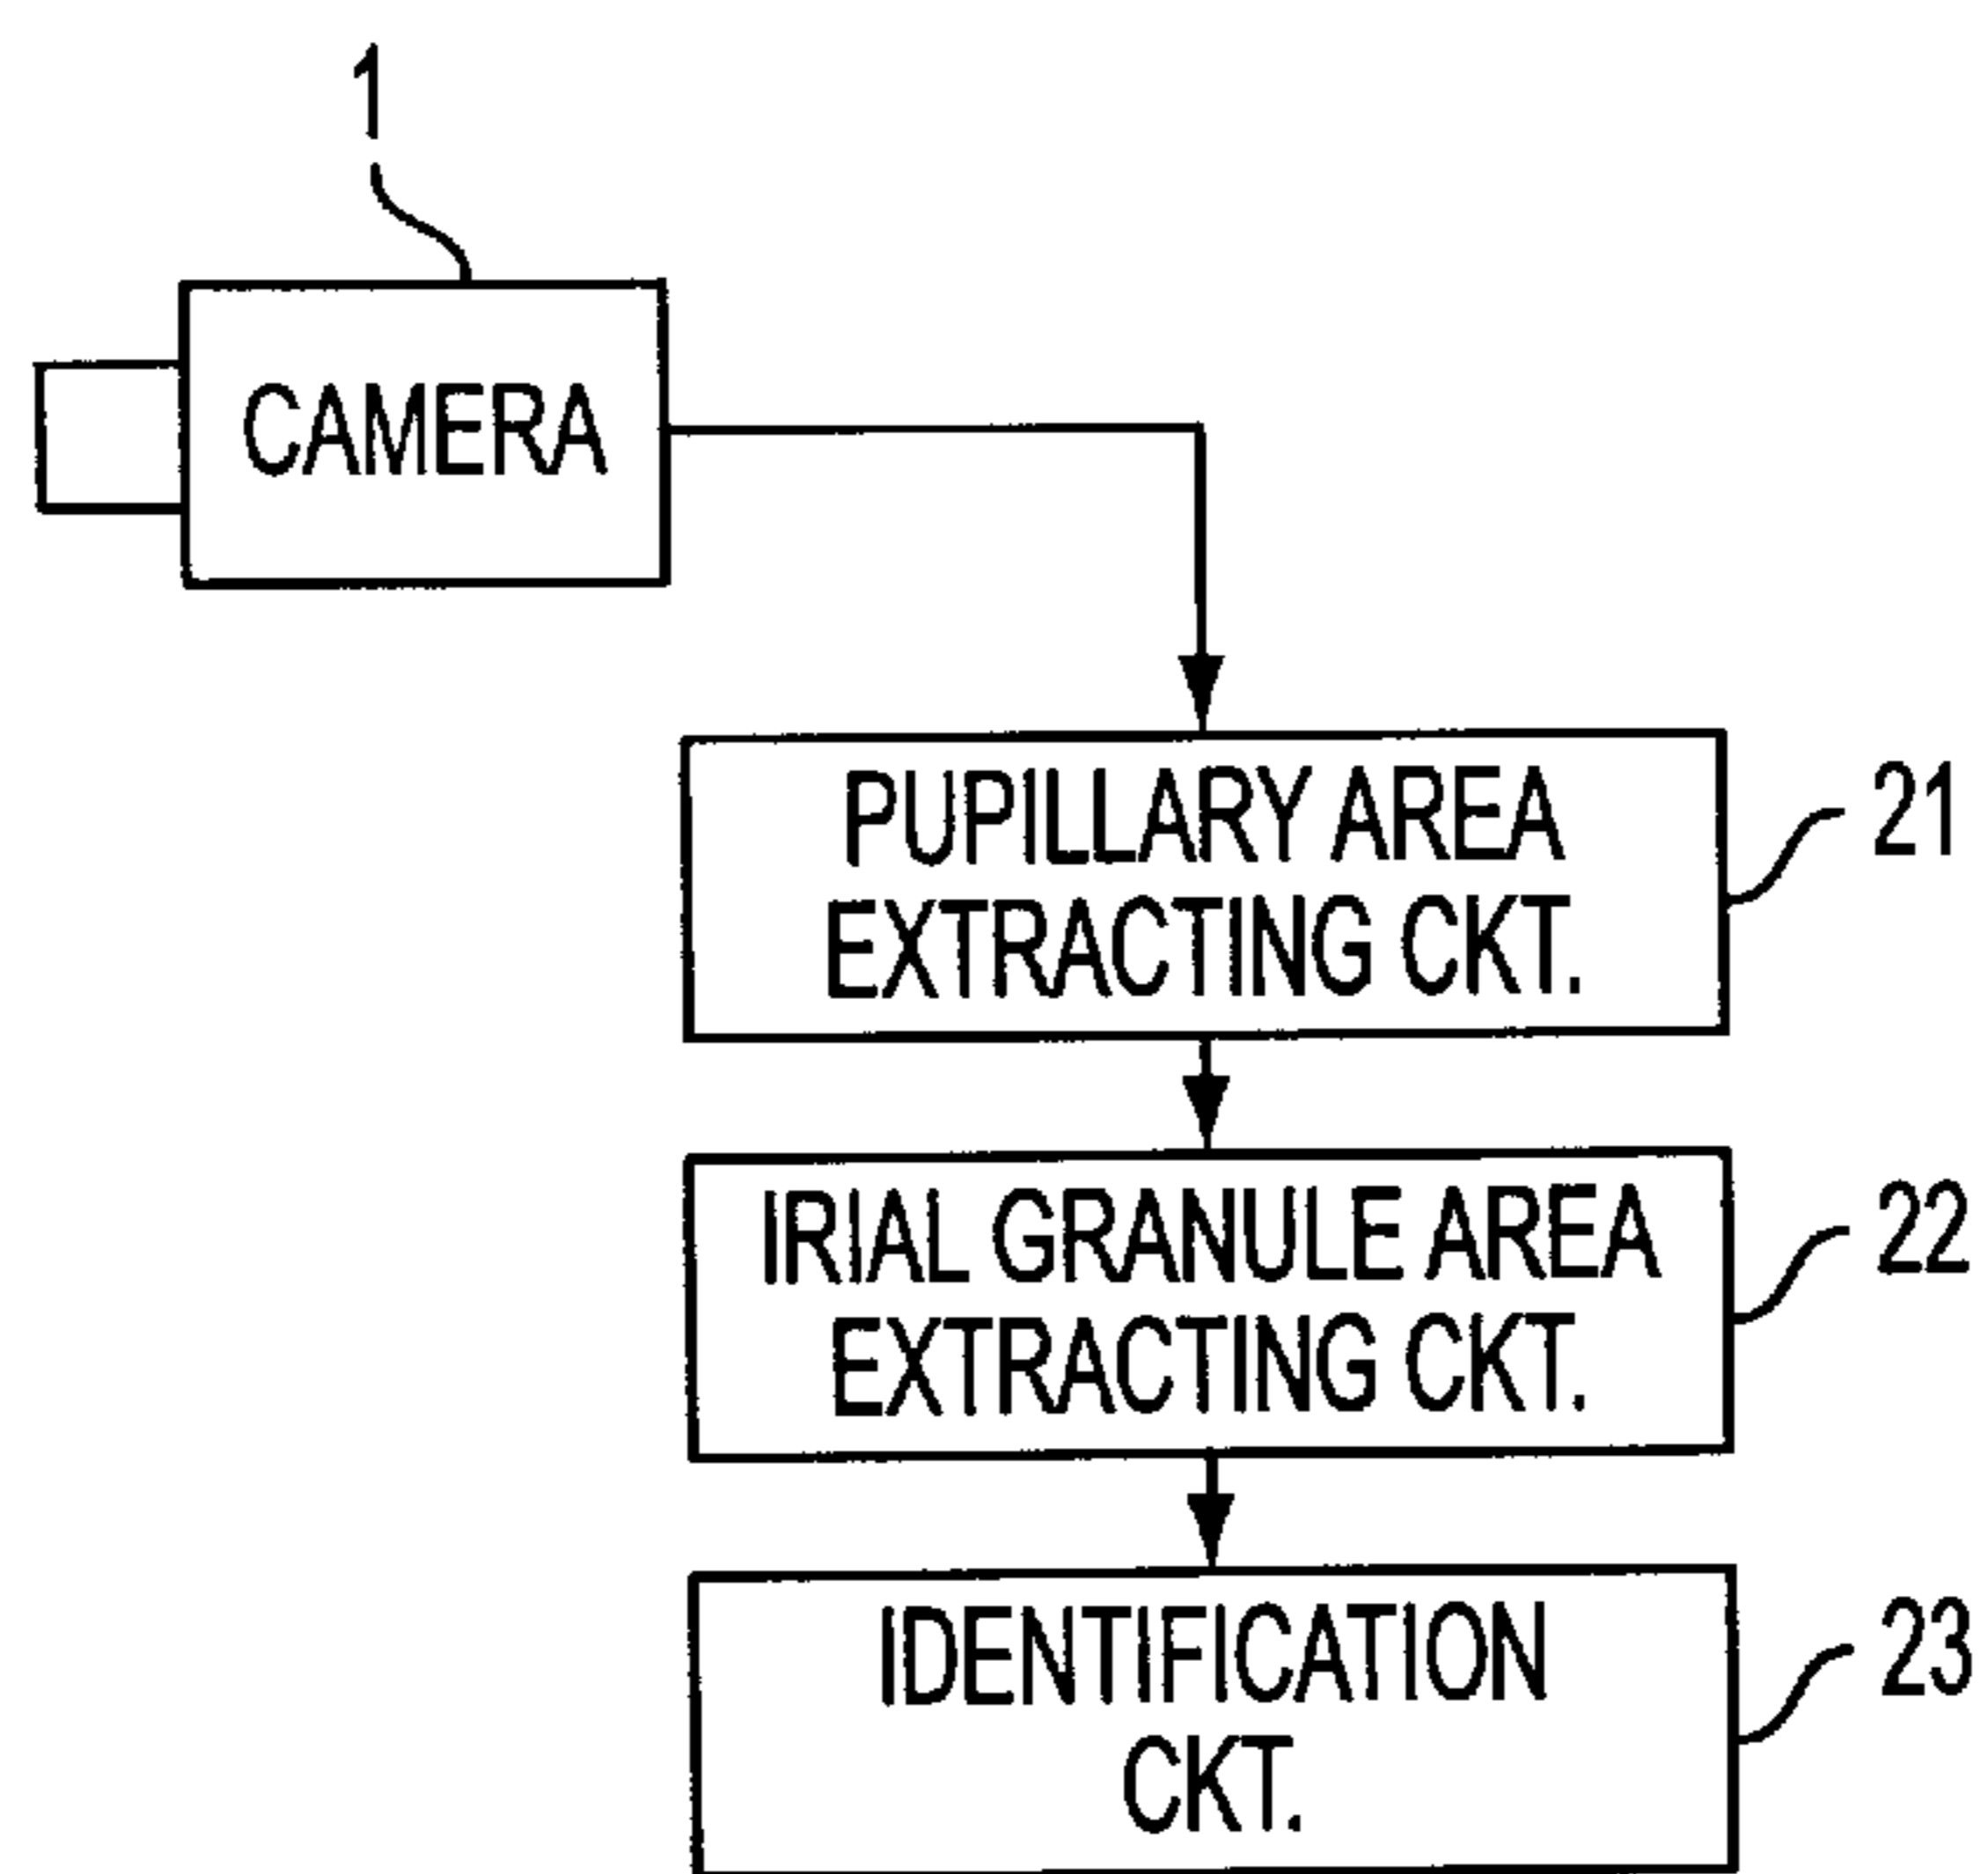 1
CAMERA
PUPILLARY AREA
EXTRACTING CKT.
21
IRIAL GRANULE AREA
EXTRACTING CKT.
22
IDENTIFICATION
CKT.
23